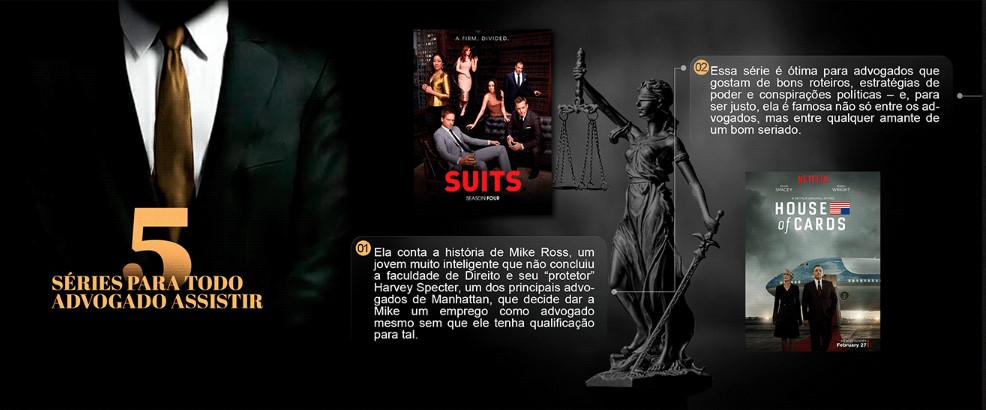 5
SÉRIES PARA TODO
ADVOGADO ASSISTIR
A FIRM, DIVIDED.
SUITS
SEASON FOUR
01
Ela conta a história de Mike Ross, um
jovem muito inteligente que não concluiu
a faculdade de Direito e seu “protetor”
Harvey Specter, um dos principais advo-
gados de Manhattan, que decide dar a
Mike um emprego como advogado
mesmo sem que ele tenha qualificação
para tal.
02
Essa série é ótima para advogados que
gostam de bons roteiros, estratégias de
poder e conspirações políticas – e, para
ser justo, ela é famosa não só entre os ad-
vogados, mas entre qualquer amante de
um bom seriado.
NETFLIX
SPACEY
WRIGHT
HOUSE
of CARDS
February 27